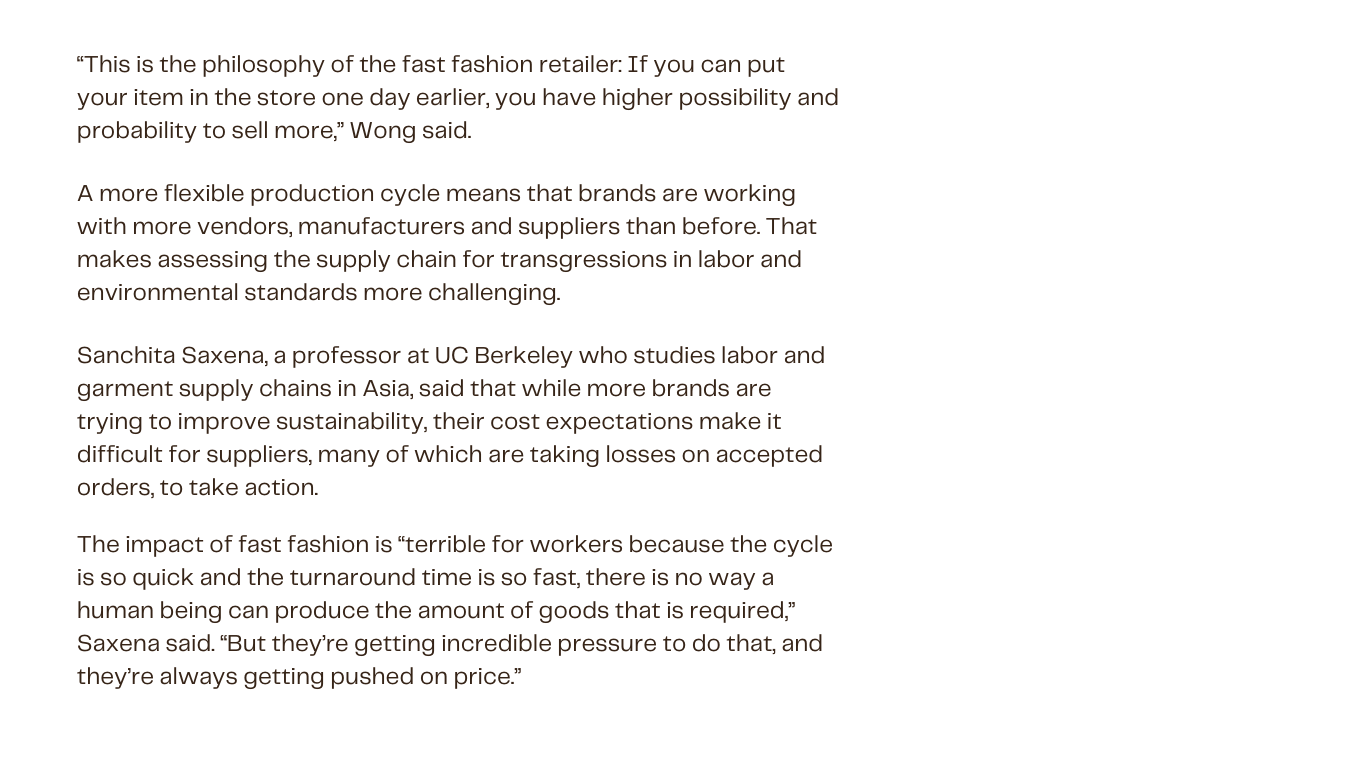 “This is the philosophy of the fast fashion retailer: If you can put
your item in the store one day earlier, you have higher possibility and
probability to sell more,” Wong said.
A more flexible production cycle means that brands are working
with more vendors, manufacturers and suppliers than before. That
makes assessing the supply chain for transgressions in labor and
environmental standards more challenging.
Sanchita Saxena, a professor at UC Berkeley who studies labor and
garment supply chains in Asia, said that while more brands are
trying to improve sustainability, their cost expectations make it
difficult for suppliers, many of which are taking losses on accepted
orders, to take action.
The impact of fast fashion is “terrible for workers because the cycle
is so quick and the turnaround time is so fast, there is no way a
human being can produce the amount of goods that is required,”
Saxena said. “But they’re getting incredible pressure to do that, and
they’re always getting pushed on price.”